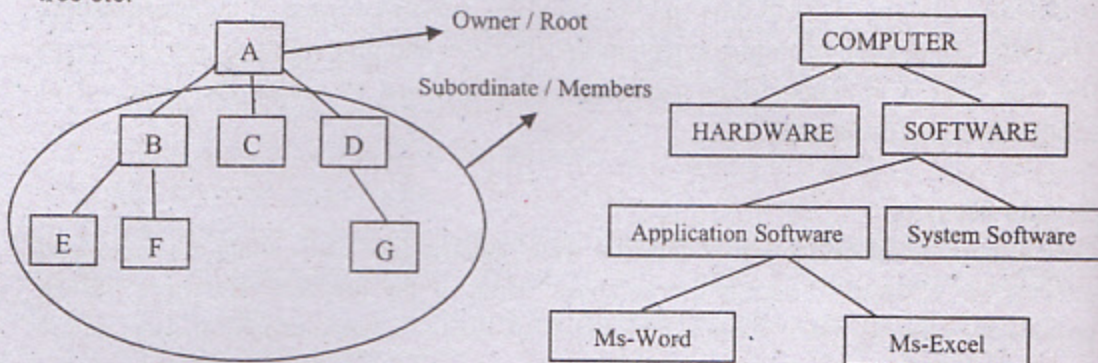 Owner / Root
A
Subordinate / Members
B
C
D
E
F
G
COMPUTER
HARDWARE
SOFTWARE
Application Software
System Software
Ms-Word
Ms-Excel